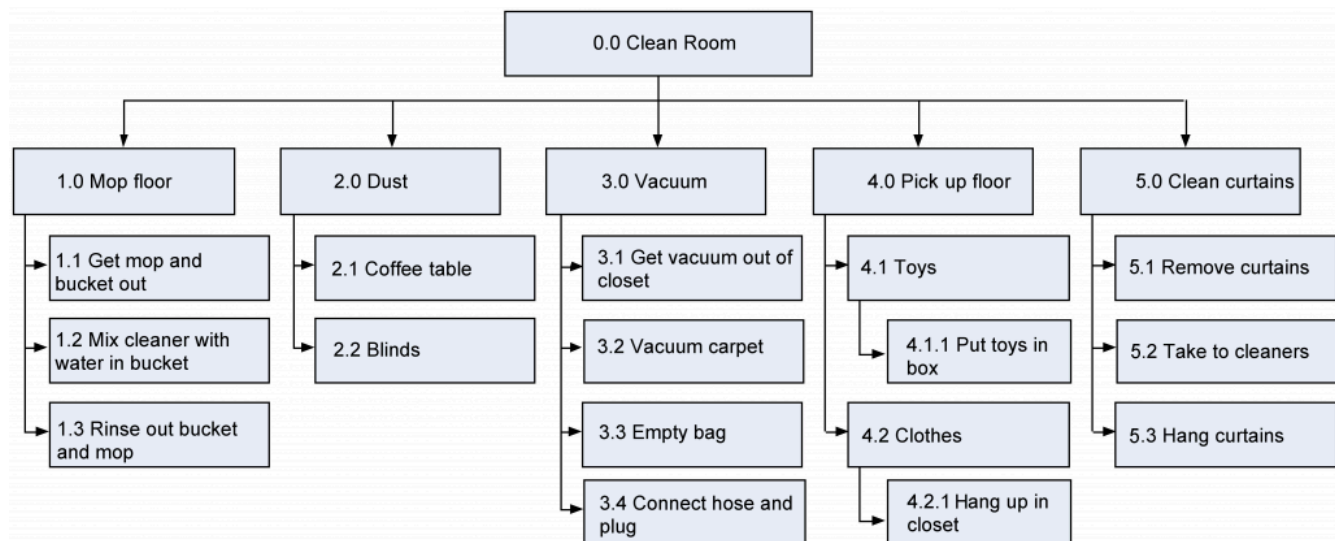 0.0 Clean Room
1.0 Mop floor
1.1 Get mop and
bucket out
1.2 Mix cleaner with
water in bucket
1.3 Rinse out bucket
and mop
2.0 Dust
2.1 Coffee table
2.2 Blinds
3.0 Vacuum
3.1 Get vacuum out of
closet
3.2 Vacuum carpet
3.3 Empty bag
3.4 Connect hose and
plug
4.0 Pick up floor
4.1 Toys
4.1.1 Put toys in
box
4.2 Clothes
4.2.1 Hang up in
closet
5.0 Clean curtains
5.1 Remove curtains
5.2 Take to cleaners
5.3 Hang curtains